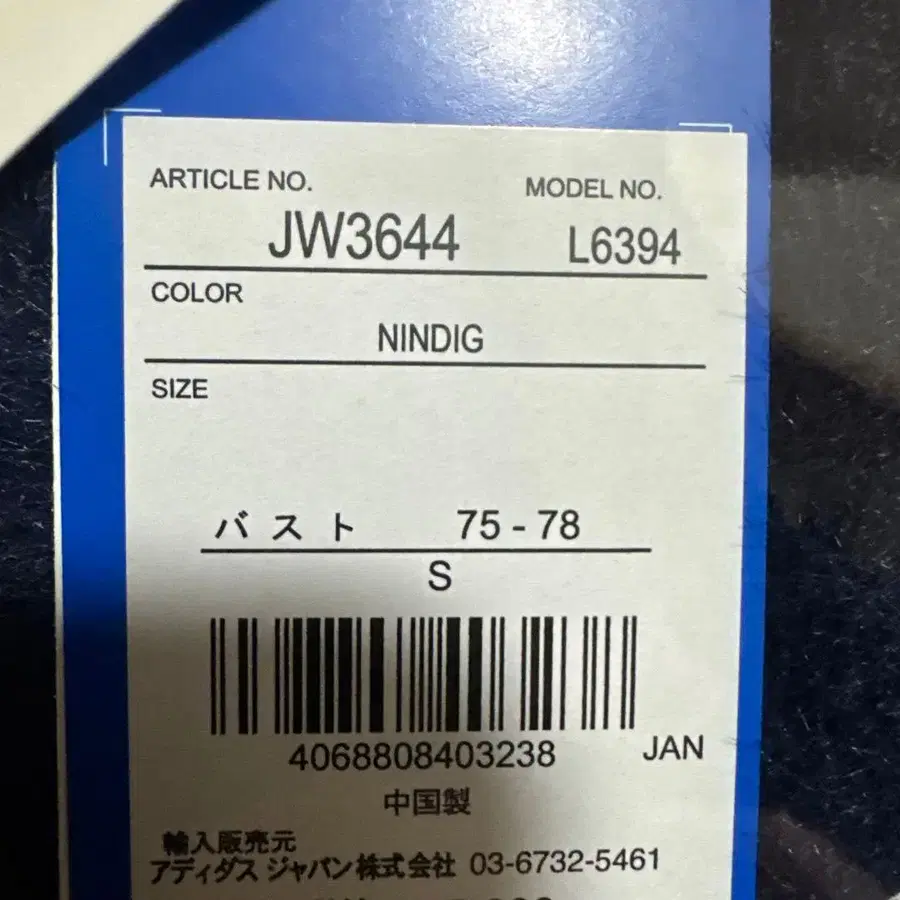 ARTICLE NO. MODEL NO.
JW3644 L6394
COLOR
NINDIG
SIZE
バスト 75 - 78
S
4068808403238 JAN
中国製
輸入販売元
アディダス ジャパン株式会社 03-6732-5461